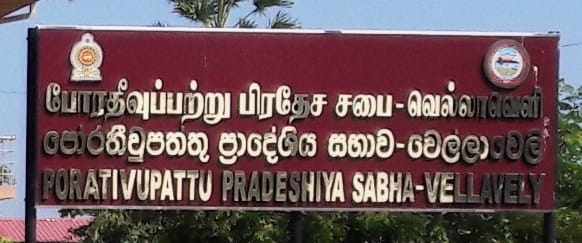 போரதீவுப்பற்று பிரதேச சபை-வெல்லாவெளி
පෝරතීවුපත්තු ප්‍රාදේශීය සභාව-වෙල්ලාවෙලි
PORATIVUPATTU PRADESHIYA SABHA-VELLAVELY